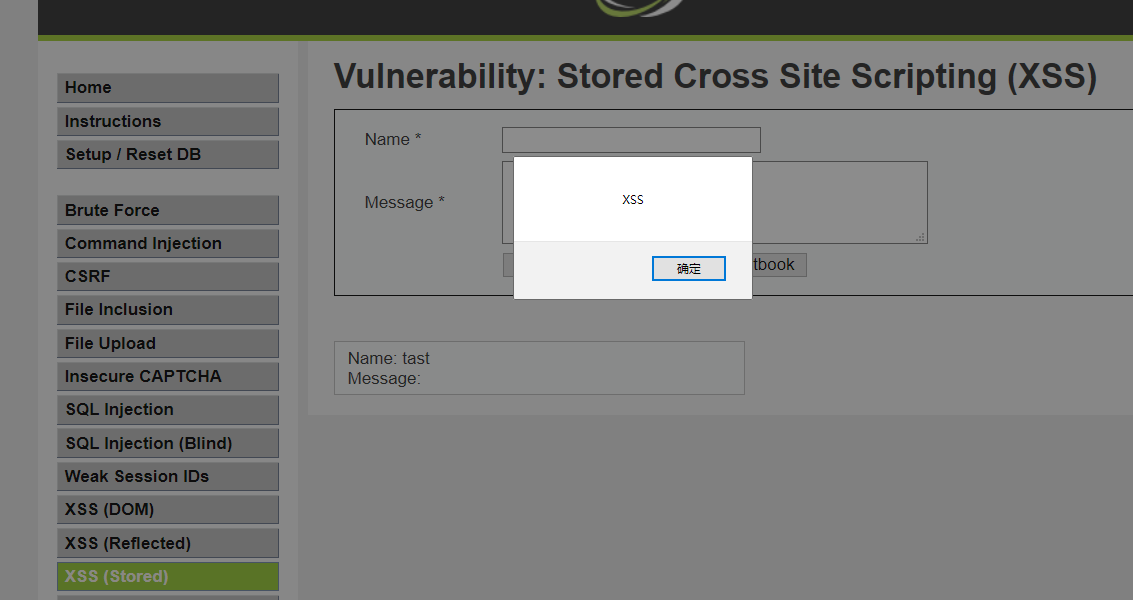 Home
Instructions
Setup / Reset DB
Brute Force
Command Injection
CSRF
File Inclusion
File Upload
Insecure CAPTCHA
SQL Injection
SQL Injection (Blind)
Weak Session IDs
XSS (DOM)
XSS (Reflected)
XSS (Stored)
Vulnerability: Stored Cross Site Scripting (XSS)
Name *
Message *
XSS
确定
tbook
Name: tast
Message: